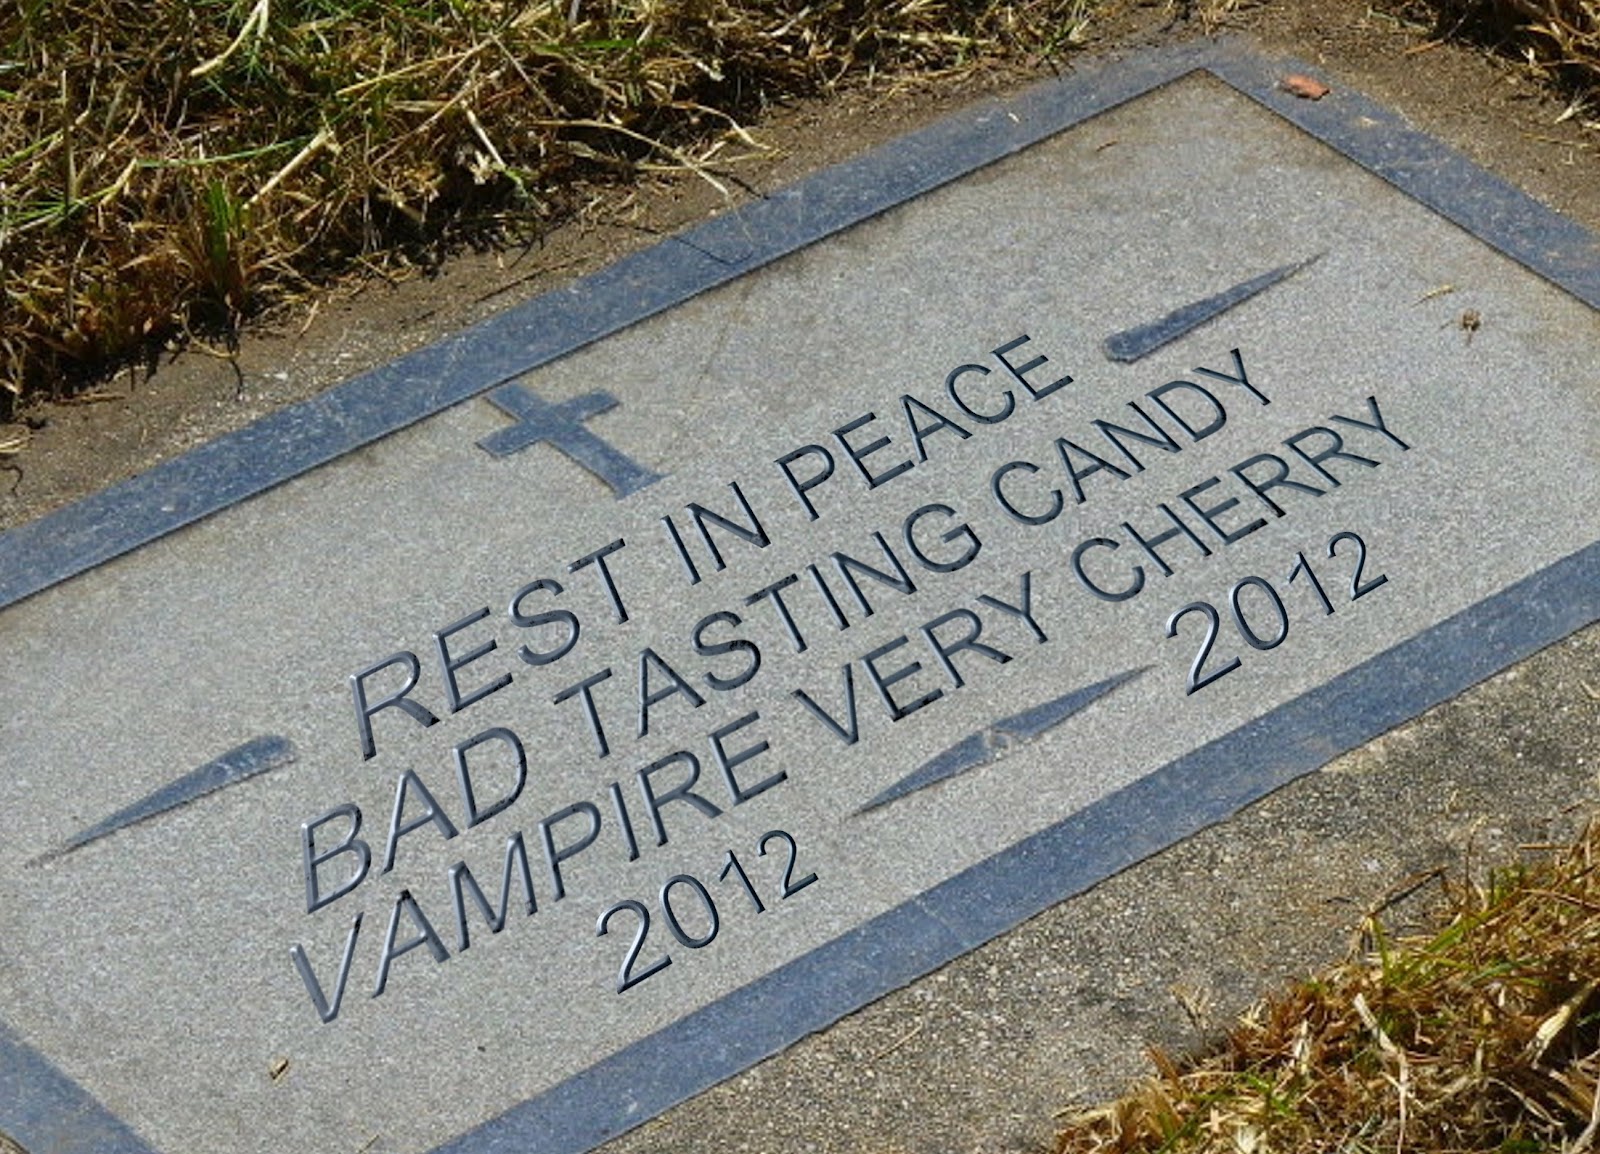 REST IN PEACE
BAD TASTING CANDY
VAMPIRE VERY CHERRY
2012 2012